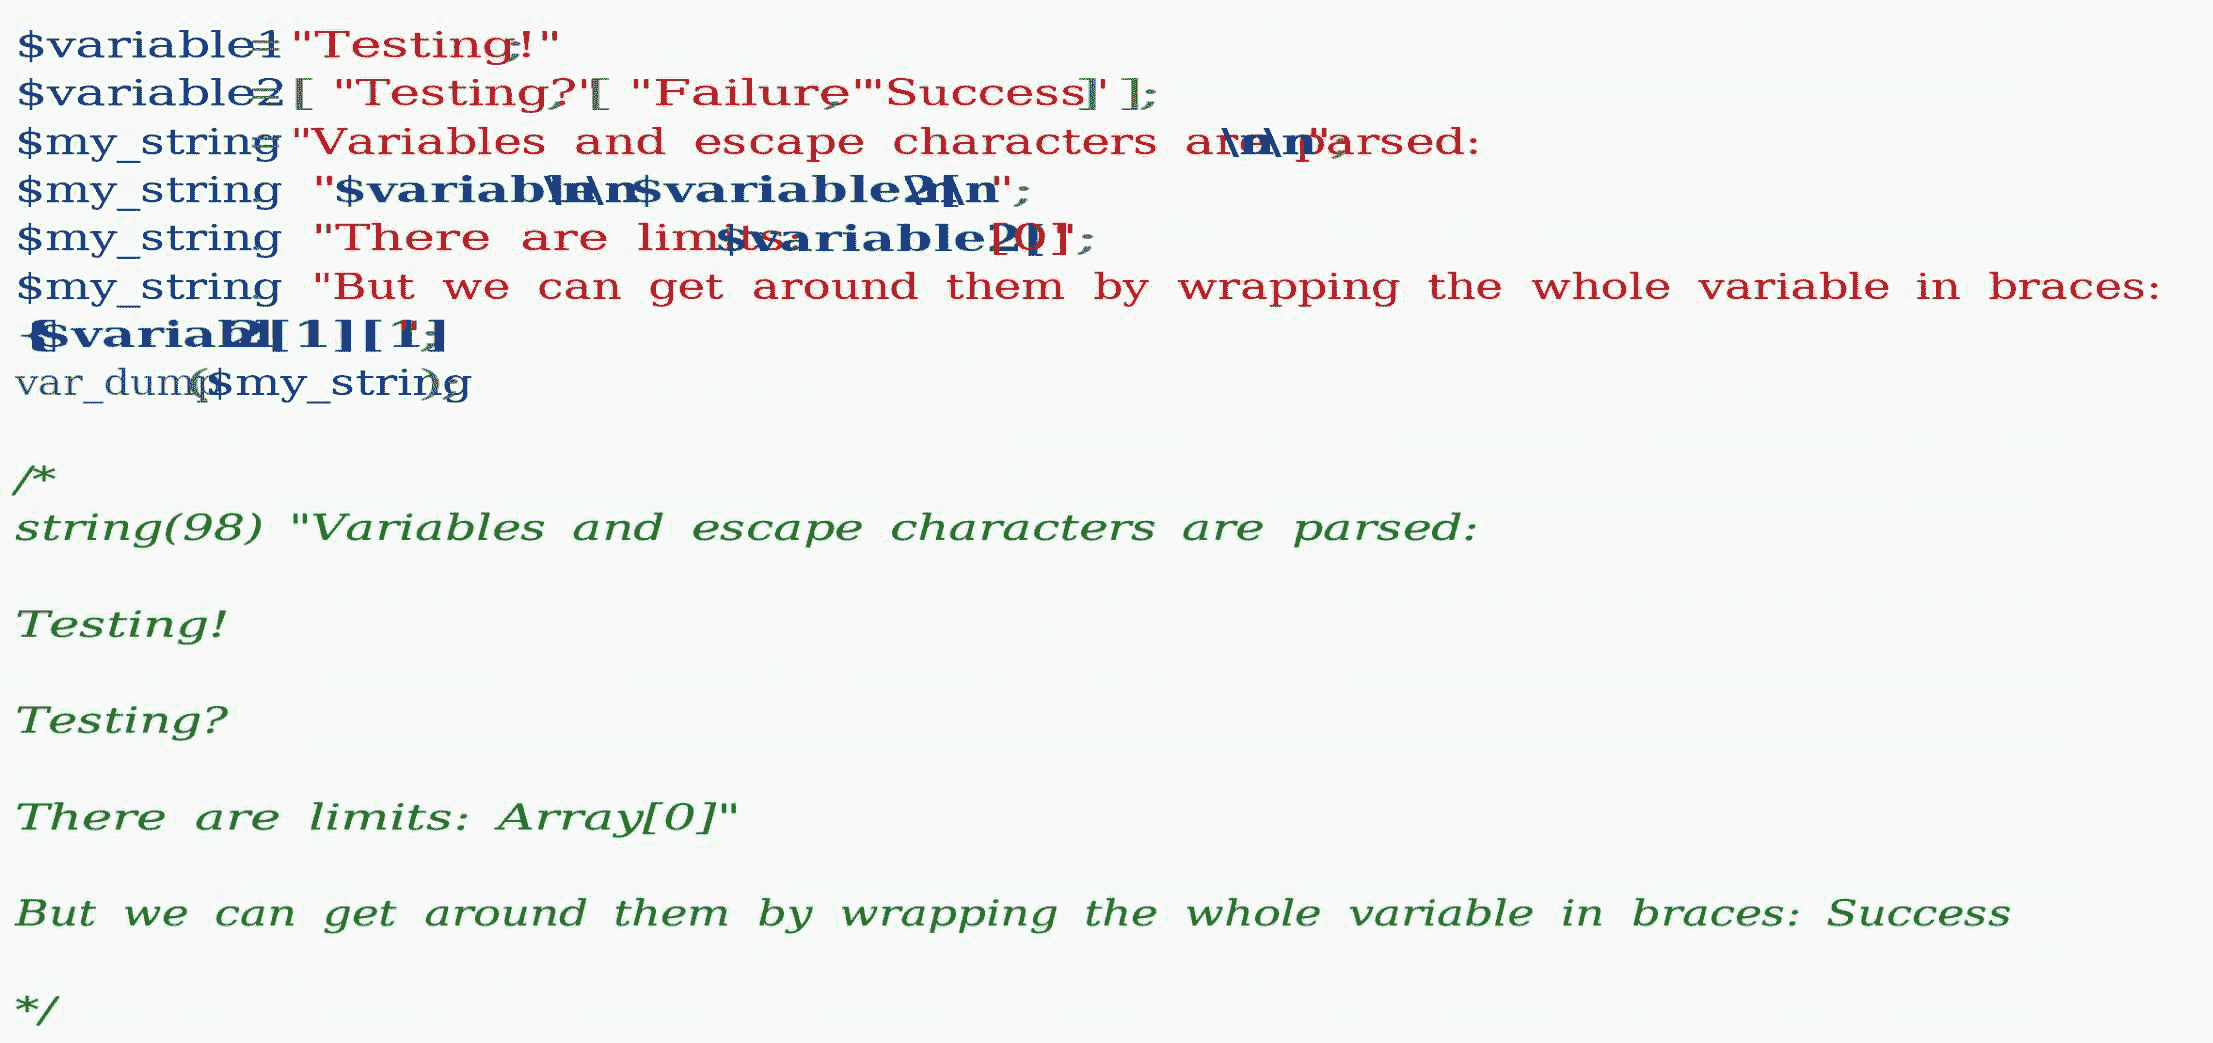 $variable1 = "Testing!";
$variable2 = [ "Testing?", [ "Failure", "Success" ] ];
$my_string = "Variables and escape characters are parsed: \n\n";
$my_string "$variable1\n\n$variable2[ \n\n";
$my_string "There are limits: $variable2[ [0]";
$my_string "But we can get around them by wrapping the whole variable in braces:
{$variable2[1][1]}";
var_dump($my_string);
/*
string(98) "Variables and escape characters are parsed:
Testing!
Testing?
There are limits: Array[0]"
But we can get around them by wrapping the whole variable in braces: Success
*/